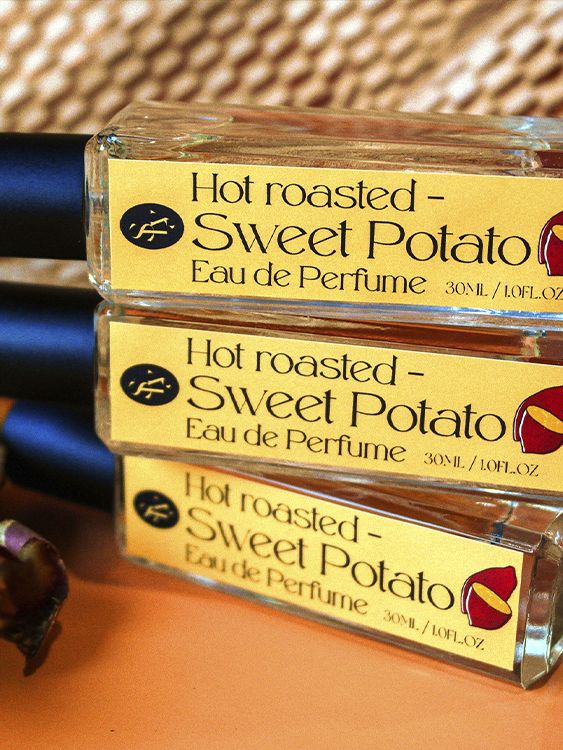 Hot roasted –
Sweet Potato
Eau de Perfume 30ML / 1.0FL.OZ
Hot roasted –
Sweet Potato
Eau de Perfume 30ML / 1.0FL.OZ
Hot roasted –
Sweet Potato
Eau de Perfume 30ML / 1.0FL.OZ